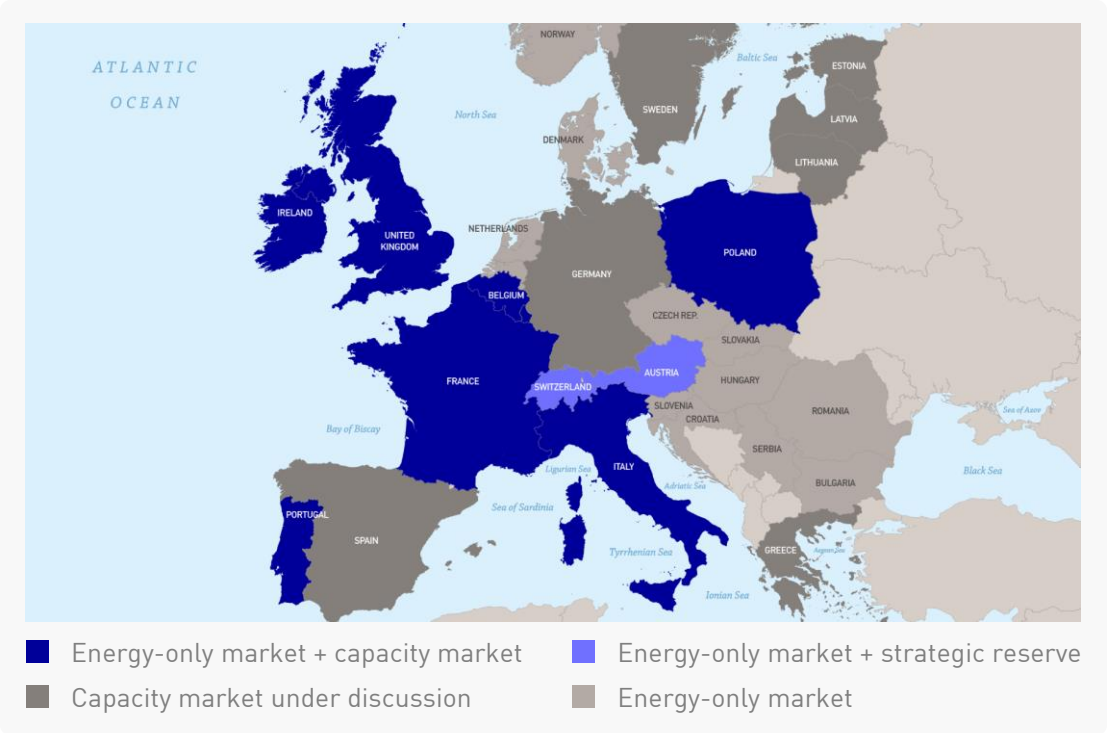 NORWAY
ATLANTIC
OCEAN
Baltic Sea
ESTONIA
North Sea
SWEDEN
LATVIA
DENMARK
LITHUANIA
IRELAND
NETHERLANDS
UNITED
KINGDOM
POLAND
GERMANY
BELGIUM
CZECH REP.
SLOVAKIA
AUSTRIA
FRANCE
SWITZERLAND
HUNGARY
SLOVENIA
CROATIA
ROMANIA
Sea of Azov
Bay of Biscay
SERBIA
ITALY
Ligurian Sea
Black Sea
Adriatic Sea
BULGARIA
Sea of Sardinia
PORTUGAL
SPAIN
Tyrrhenian Sea
GREECE
Aegean Sea
Ionian Sea
Energy-only market + capacity market
Energy-only market + strategic reserve
Capacity market under discussion
Energy-only market